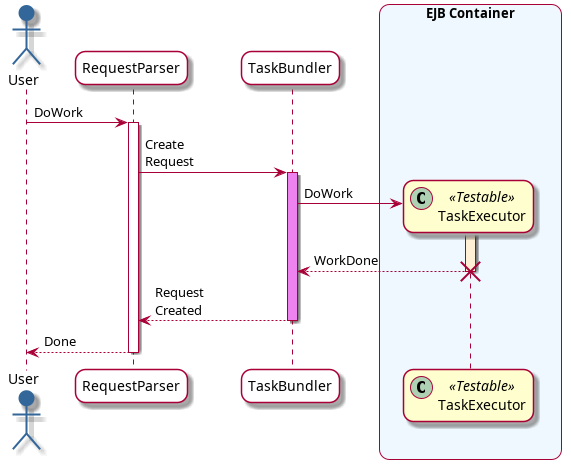 EJB Container
User
RequestParser
TaskBundler
DoWork
Create
Request
DoWork
C
«Testable»
TaskExecutor
WorkDone
Request
Created
Done
User
RequestParser
TaskBundler
C
«Testable»
TaskExecutor